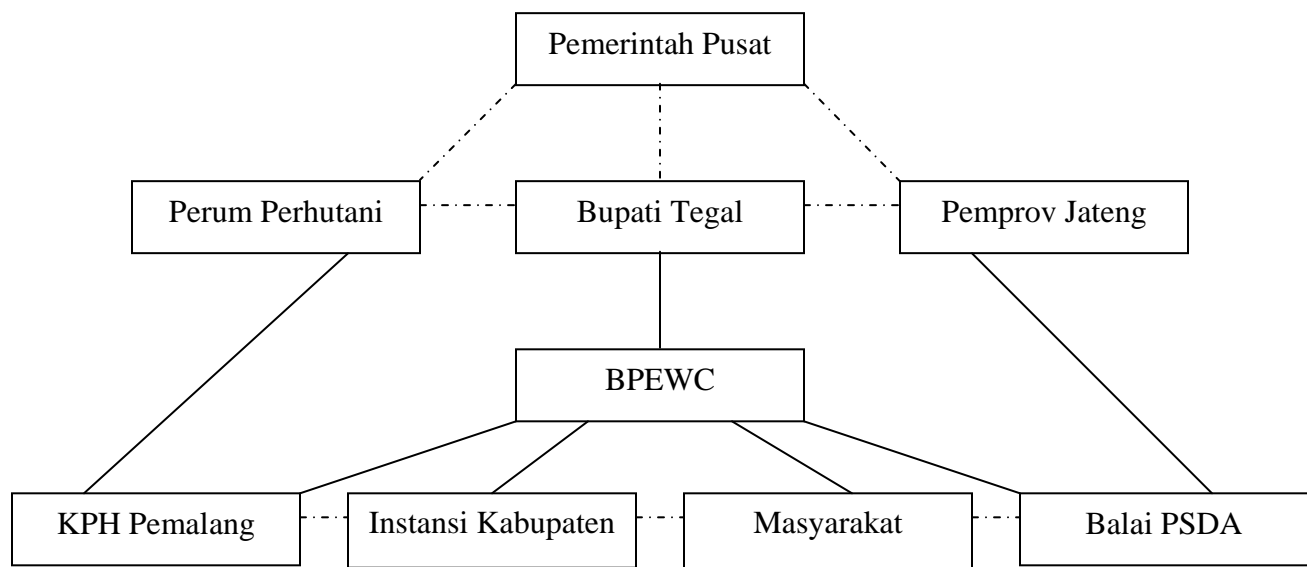 Pemerintah Pusat
Perum Perhutani
Bupati Tegal
Pemprov Jateng
BPEWC
KPH Pemalang
Instansi Kabupaten
Masyarakat
Balai PSDA